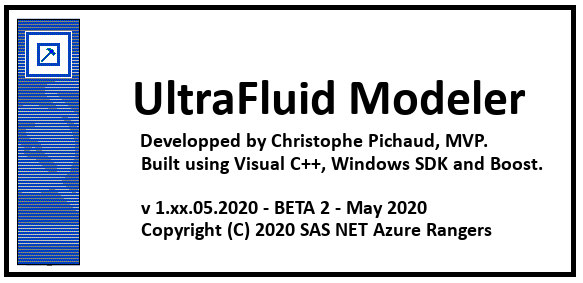 UltraFluid Modeler
Developped by Christophe Pichaud, MVP.
Built using Visual C++, Windows SDK and Boost.
v 1.xx.05.2020 - BETA 2 - May 2020
Copyright (C) 2020 SAS NET Azure Rangers